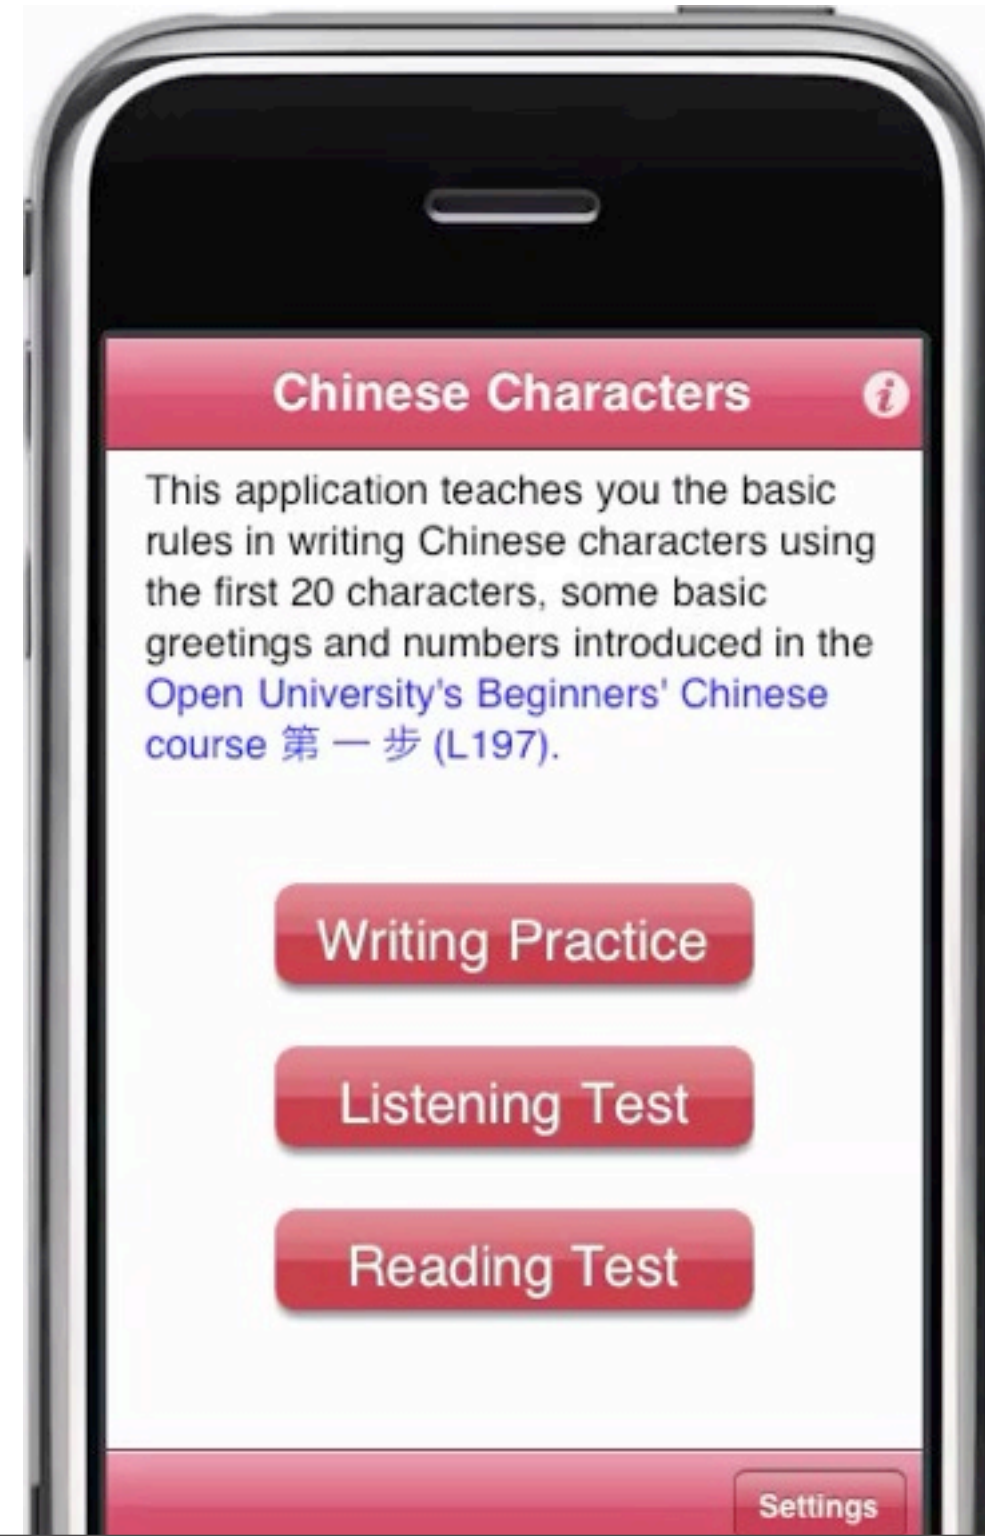 Chinese Characters
This application teaches you the basic
rules in writing Chinese characters using
the first 20 characters, some basic
greetings and numbers introduced in the
Open University's Beginners' Chinese
course 第 一 步 (L197).
Writing Practice
Listening Test
Reading Test
Settings